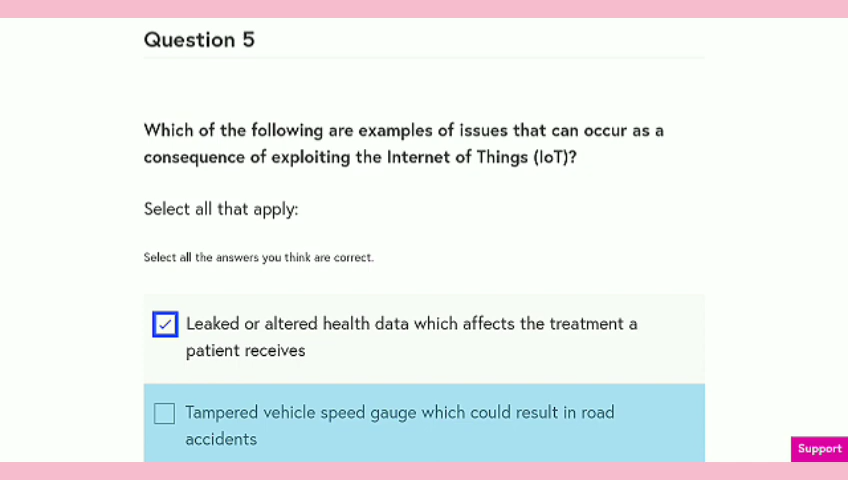 Question 5
Which of the following are examples of issues that can occur as a
consequence of exploiting the Internet of Things (IoT)?
Select all that apply:
Select all the answers you think are correct.
Leaked or altered health data which affects the treatment a
patient receives
Tampered vehicle speed gauge which could result in road
accidents
Support